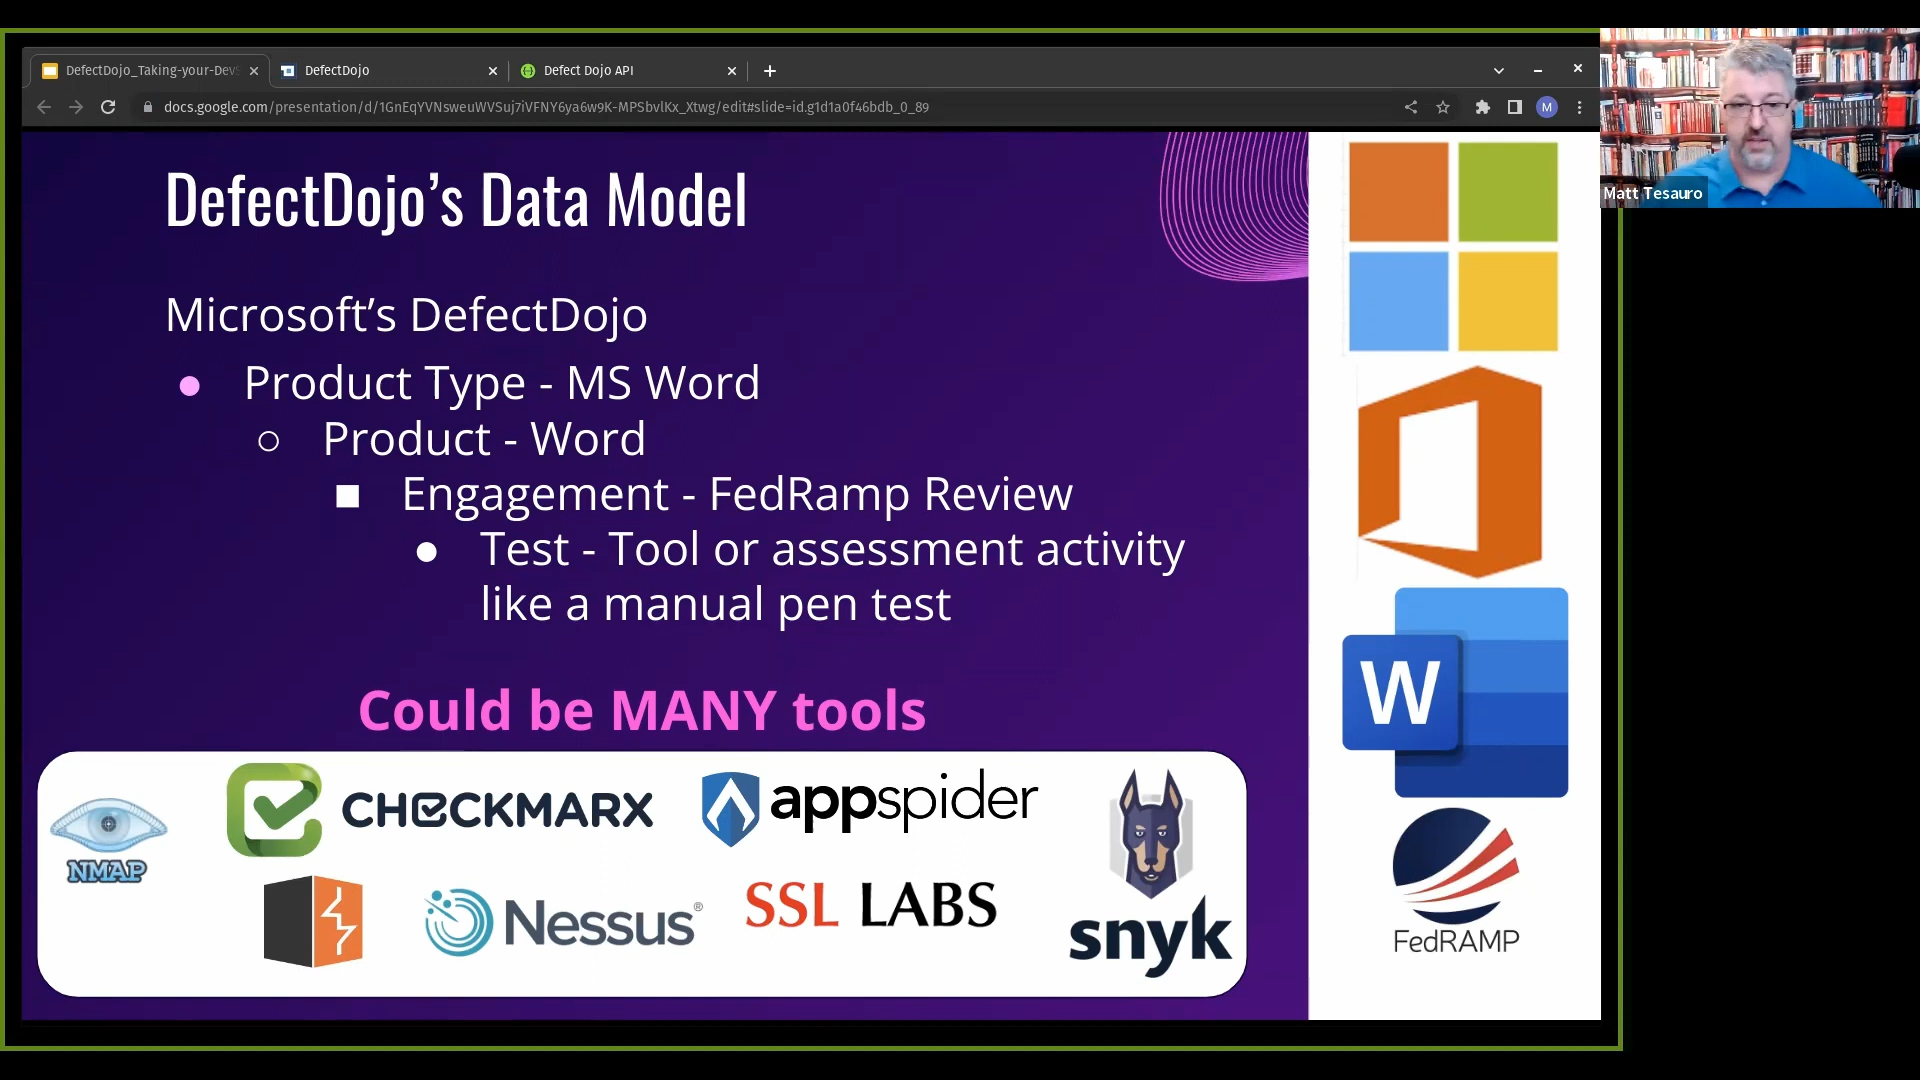 DefectDojo_Taking-your-Dev
DefectDojo
Defect Dojo API
docs.google.com/presentation/d/1GnEqYVNsweuWVSuj7iVFNY6ya6w9K-MPSbvlKx_Xtwg/edit#slide=id.g1d1a0f46bdb_0_89
M
Matt Tesauro
DefectDojo’s Data Model
Microsoft’s DefectDojo
● Product Type - MS Word
○ Product - Word
■ Engagement - FedRamp Review
● Test - Tool or assessment activity
like a manual pen test
Could be MANY tools
NMAP
CHECKMARX
appspider
Nessus®
SSL LABS
snyk
W
FedRAMP